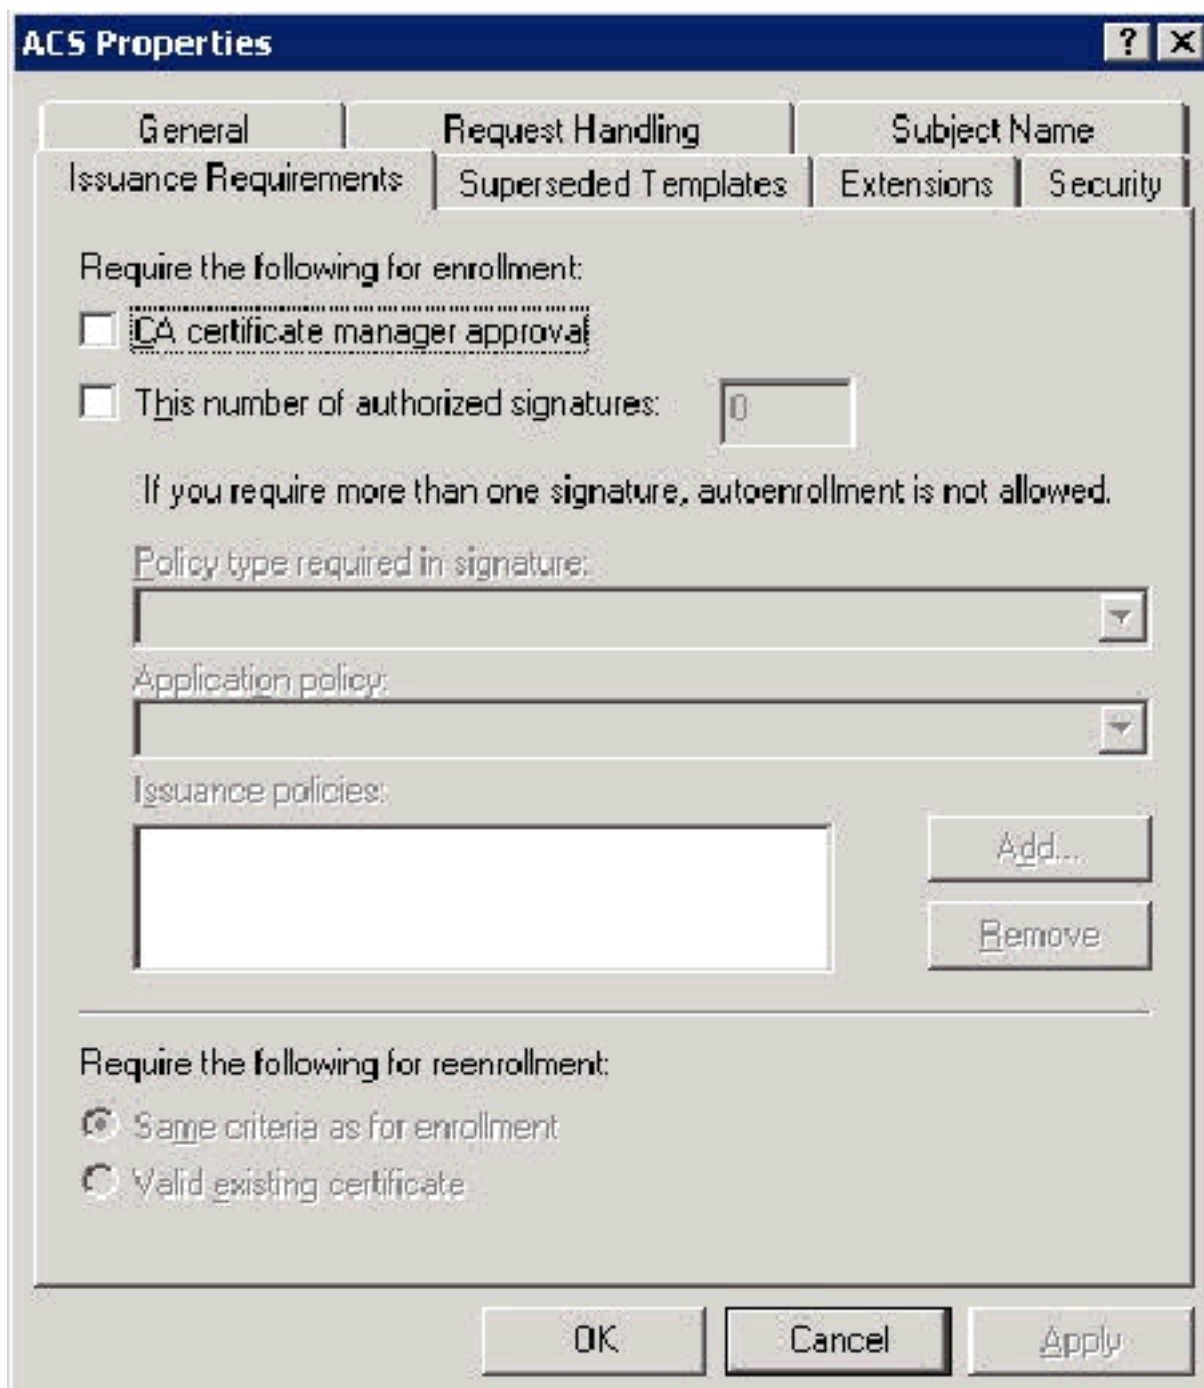 ACS Properties
General
Request Handling
Subject Name
Issuance Requirements
Superseded Templates
Extensions
Security
Require the following for enrollment:
CA certificate manager approval
This number of authorized signatures:
0
If you require more than one signature, autoenrollment is not allowed.
Policy type required in signature:
Application policy:
Issuance policies:
Add...
Remove
Require the following for reenrollment:
Same criteria as for enrollment
Valid existing certificate
OK
Cancel
Apply